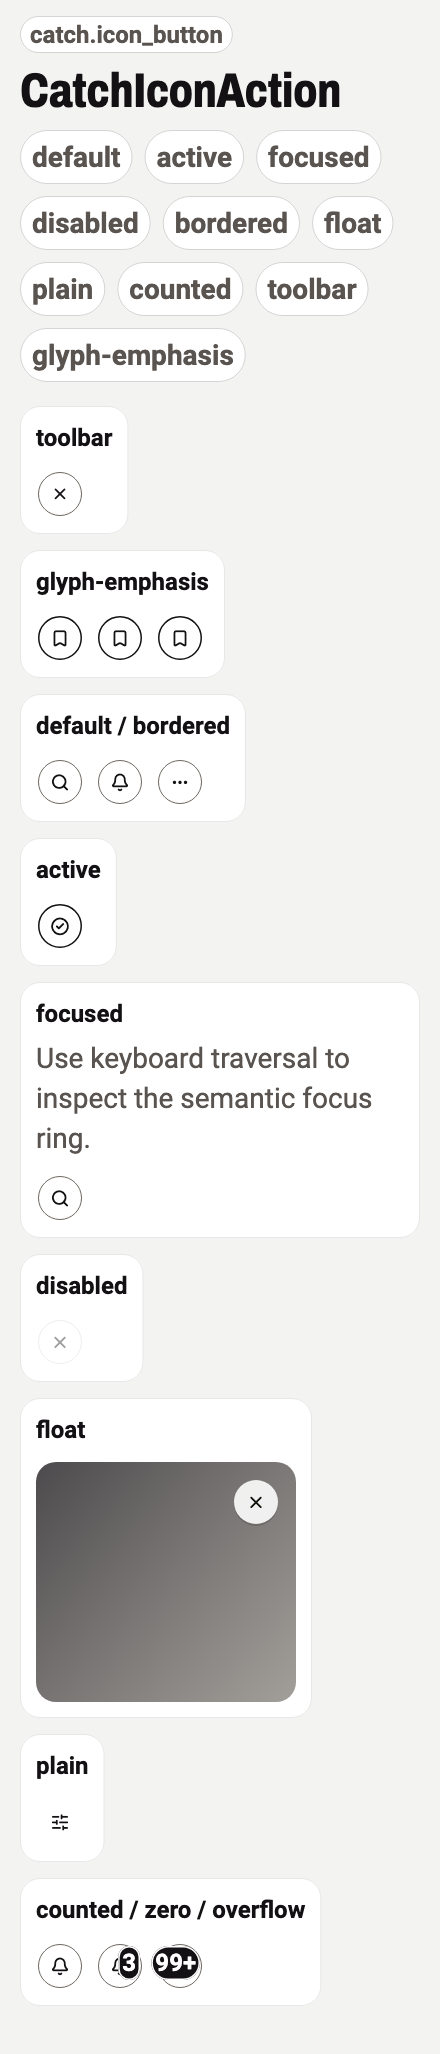 catch.icon_button
CatchIconAction
default active focused
disabled bordered float
plain counted toolbar
glyph-emphasis
toolbar
glyph-emphasis
default / bordered
active
focused
Use keyboard traversal to
inspect the semantic focus
ring.
disabled
float
plain
counted / zero / overflow
3 99+